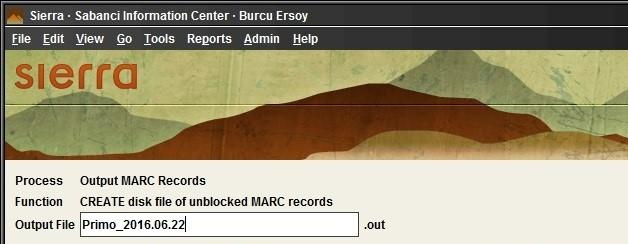 Sierra · Sabanci Information Center · Burcu Ersoy
File Edit View Go Tools Reports Admin Help
sierra
Process Output MARC Records
Function CREATE disk file of unblocked MARC records
Output File Primo_2016.06.22 .out